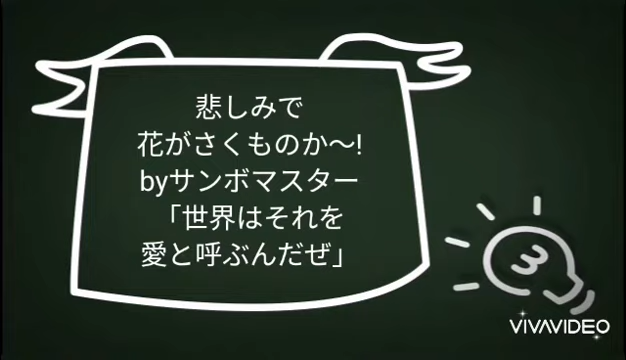 悲しみで
花がさくものか〜!
byサンボマスター
「世界はそれを
愛と呼ぶんだぜ」
VIVAVIDEO